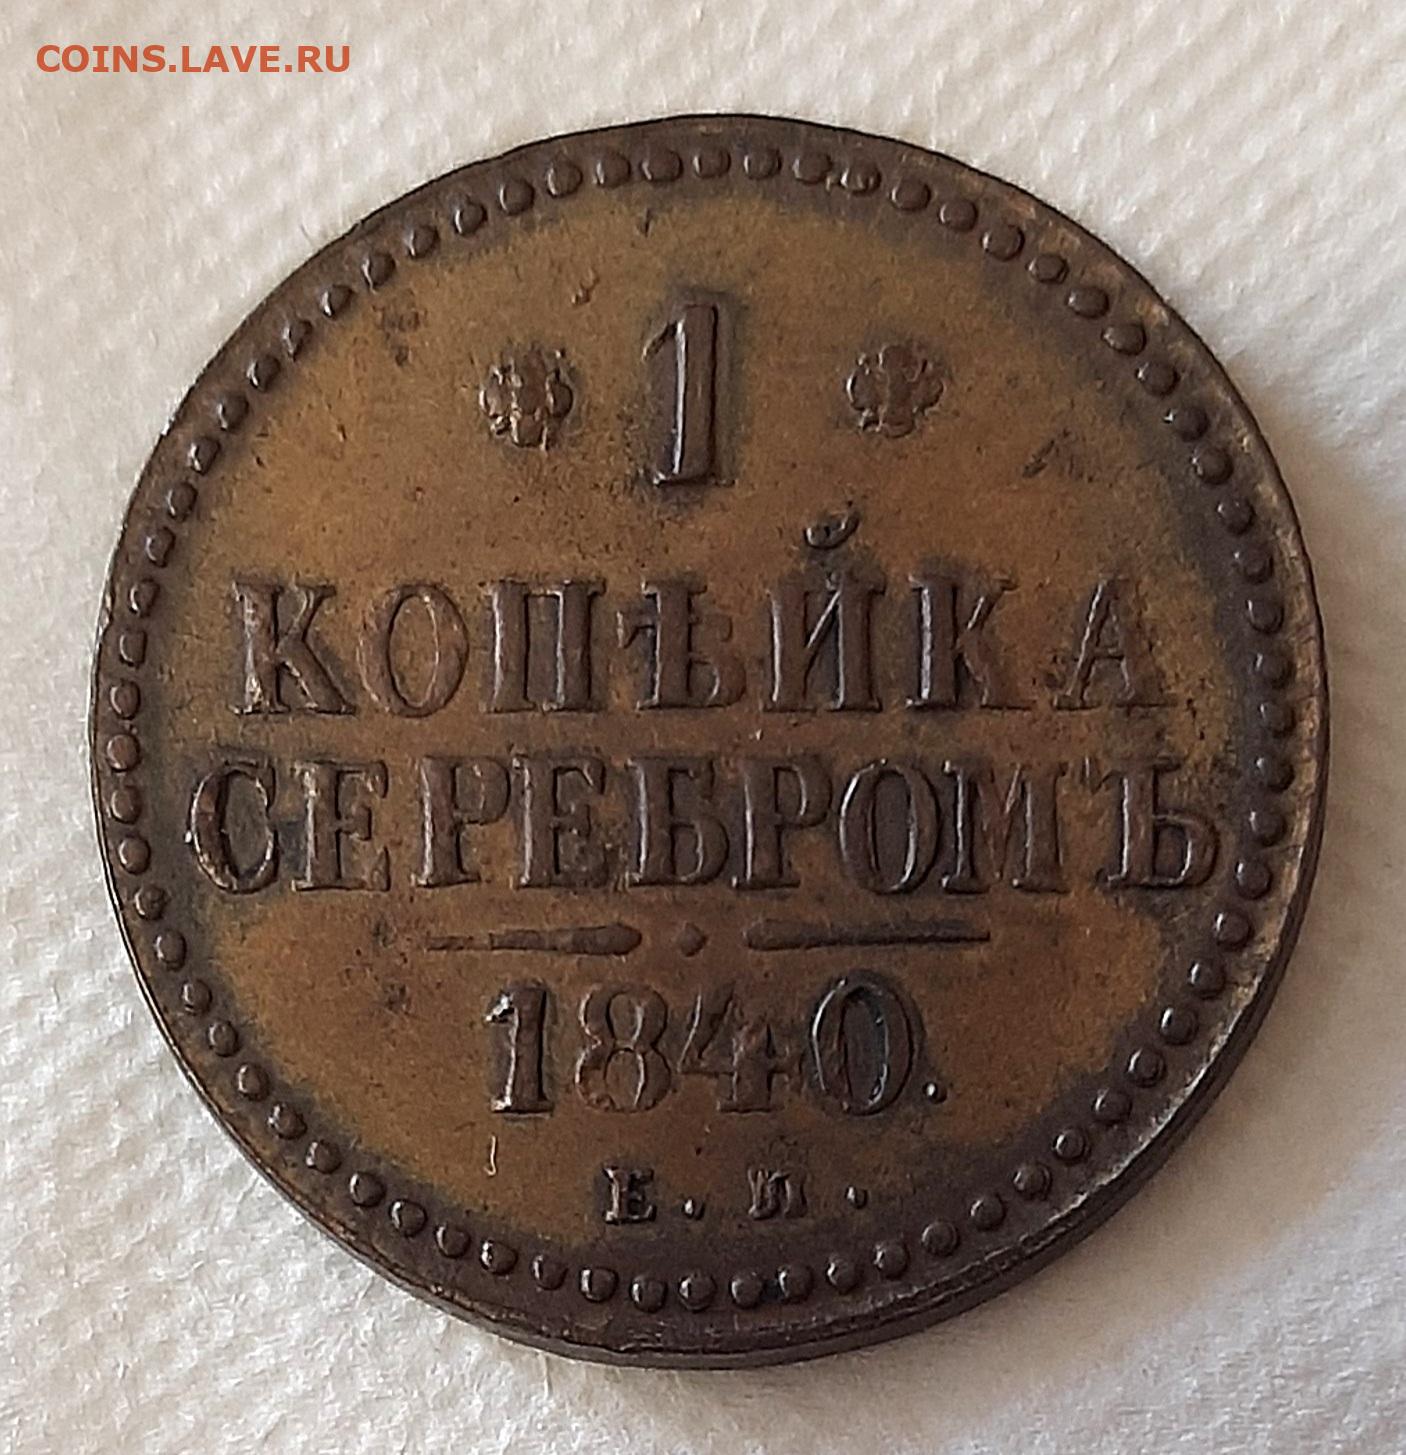 COINS.LAVE.RU
1
КОПѢЙКА
СЕРЕБРОМЪ
1840.
Е. М.